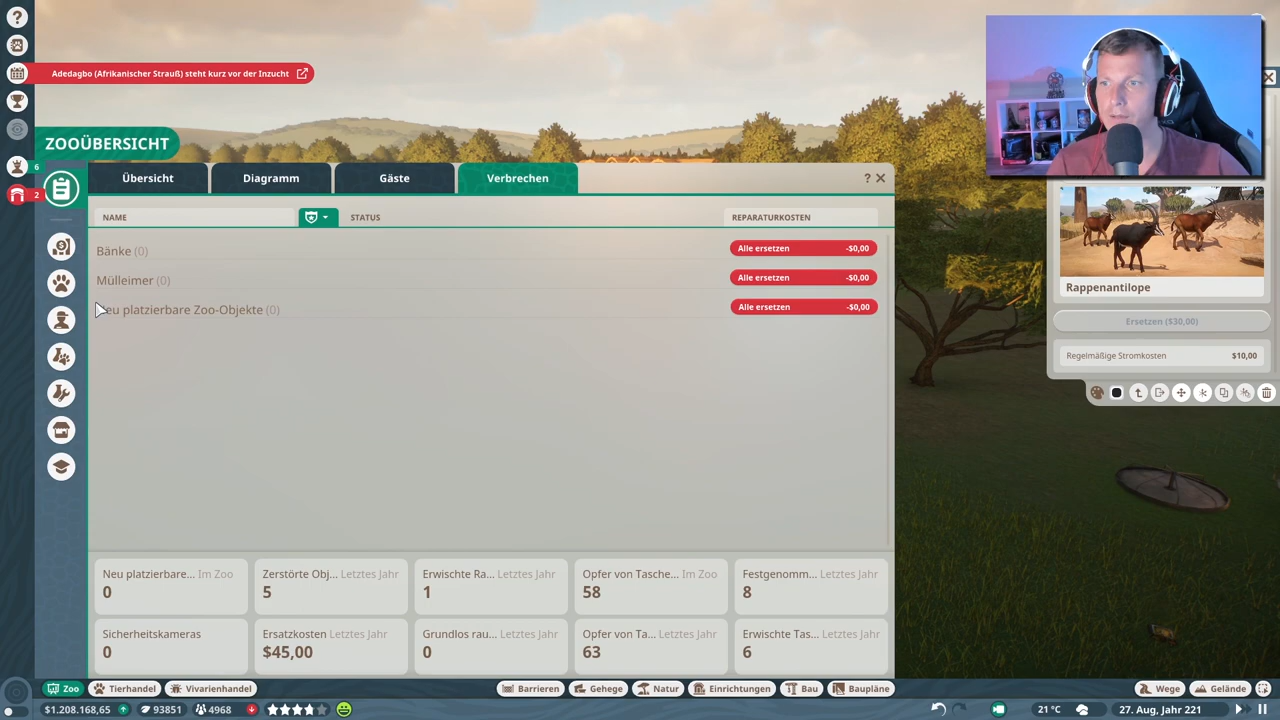 Adedagbo (Afrikanischer Strauß) steht kurz vor der Inzucht
ZOOÜBERSICHT
6
2
Übersicht
Diagramm
Gäste
Verbrechen
?
NAME
STATUS
REPARATURKOSTEN
Bänke (0)
Alle ersetzen -$0,00
Mülleimer (0)
Alle ersetzen -$0,00
Neu platzierbare Zoo-Objekte (0)
Alle ersetzen -$0,00
Rappenantilope
Ersetzen ($30,00)
Regelmäßige Stromkosten $10,00
Neu platzierbare... Im Zoo
0
Zerstörte Obj... Letztes Jahr
5
Erwischte Ra... Letztes Jahr
1
Opfer von Tasche... Im Zoo
58
Festgenomm... Letztes Jahr
8
Sicherheitskameras
0
Ersatzkosten Letztes Jahr
$45,00
Grundlos rau... Letztes Jahr
0
Opfer von Ta... Letztes Jahr
63
Erwischte Tas... Letztes Jahr
6
Zoo
Tierhandel
Vivarienhandel
Barrieren
Gehege
Natur
Einrichtungen
Bau
Baupläne
Wege
Gelände
$1.208.168,65
93851
4968
21 °C
27. Aug, Jahr 221